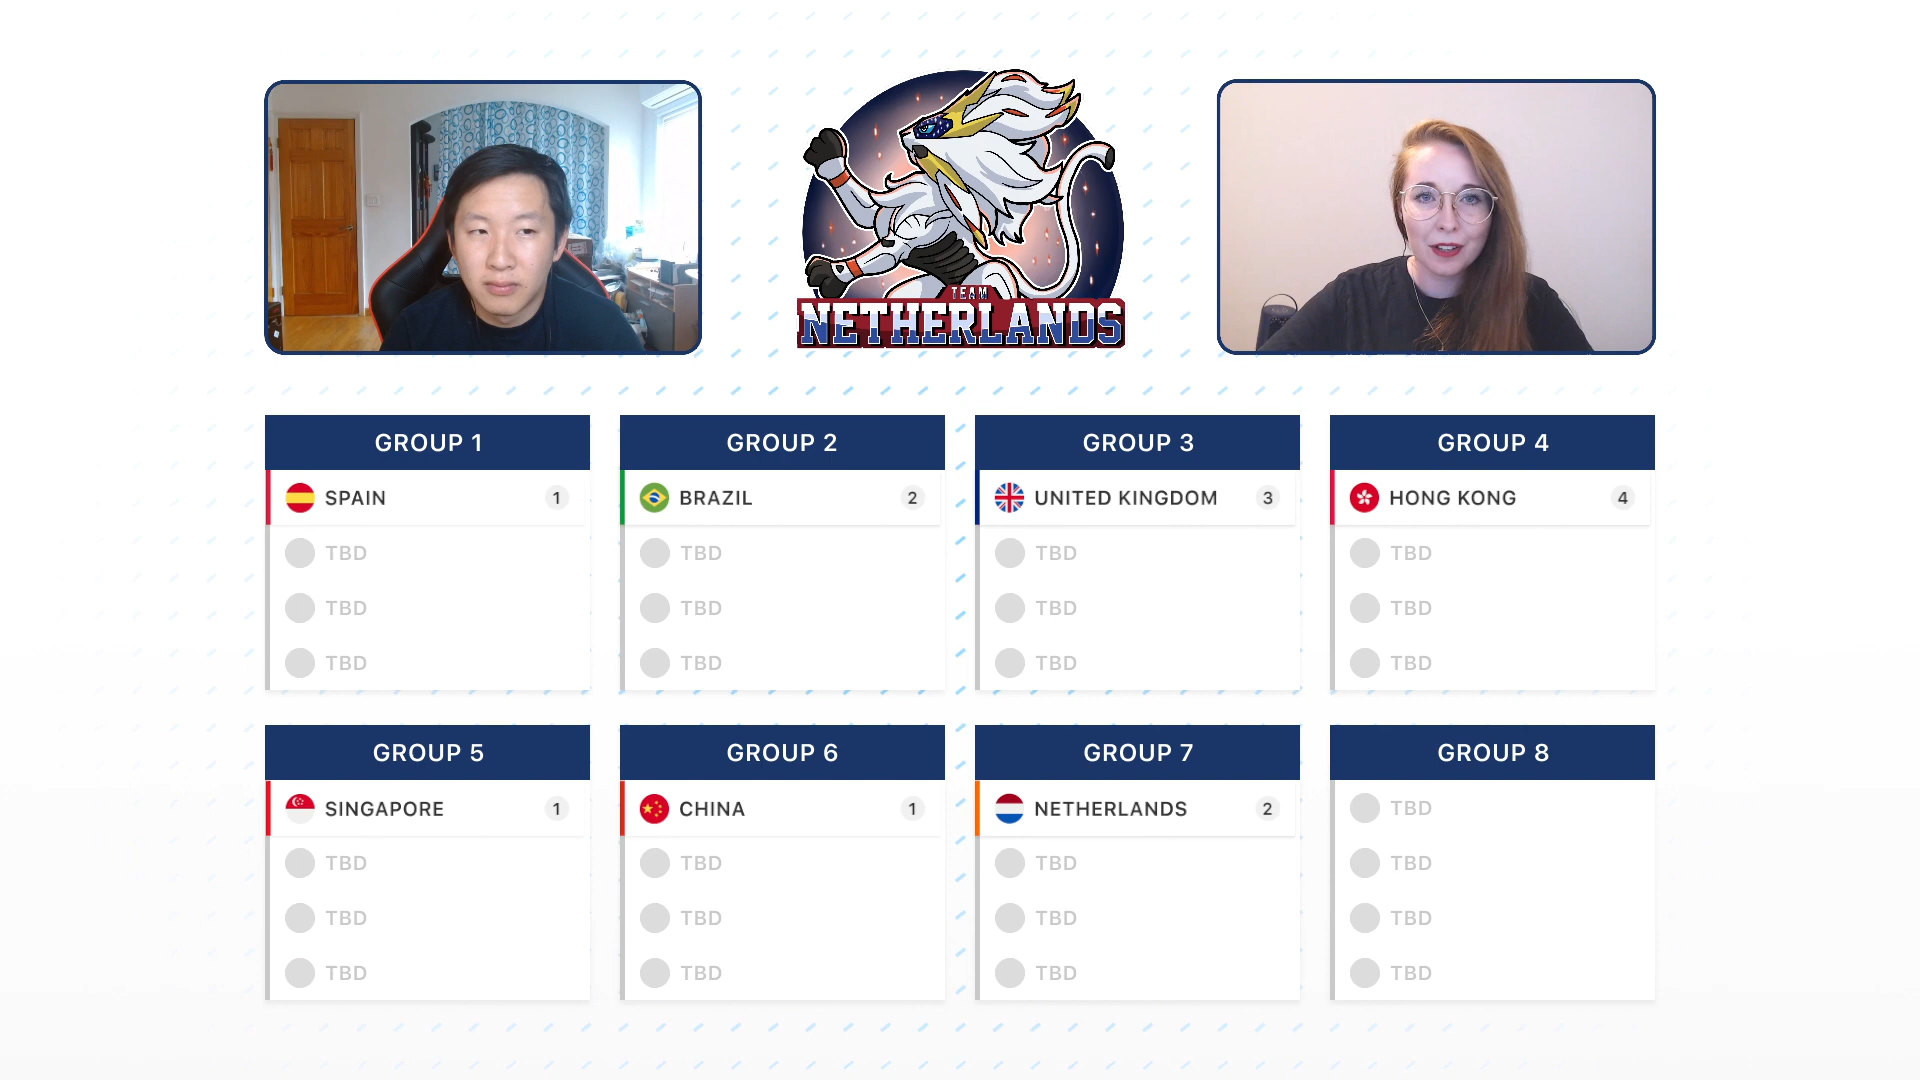 TEAM
NETHERLANDS
GROUP 1
SPAIN 1
TBD
TBD
TBD
GROUP 2
BRAZIL 2
TBD
TBD
TBD
GROUP 3
UNITED KINGDOM 3
TBD
TBD
TBD
GROUP 4
HONG KONG 4
TBD
TBD
TBD
GROUP 5
SINGAPORE 1
TBD
TBD
TBD
GROUP 6
CHINA 1
TBD
TBD
TBD
GROUP 7
NETHERLANDS 2
TBD
TBD
TBD
GROUP 8
TBD
TBD
TBD
TBD